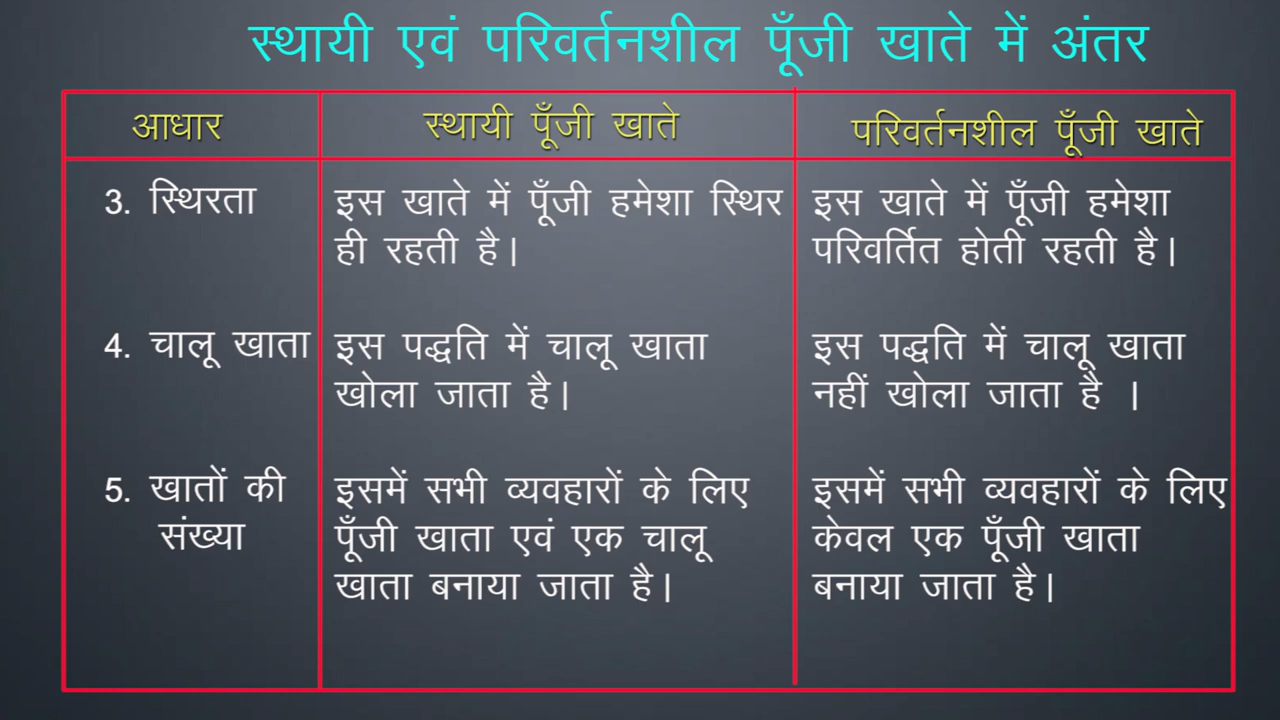 स्थायी एवं परिवर्तनशील पूँजी खाते में अंतर
आधार
स्थायी पूँजी खाते
परिवर्तनशील पूँजी खाते
3. स्थिरता
इस खाते में पूँजी हमेशा स्थिर
ही रहती है।
इस खाते में पूँजी हमेशा
परिवर्तित होती रहती है।
4. चालू खाता
इस पद्धति में चालू खाता
खोला जाता है।
इस पद्धति में चालू खाता
नहीं खोला जाता है ।
5. खातों की
संख्या
इसमें सभी व्यवहारों के लिए
पूँजी खाता एवं एक चालू
खाता बनाया जाता है।
इसमें सभी व्यवहारों के लिए
केवल एक पूँजी खाता
बनाया जाता है।